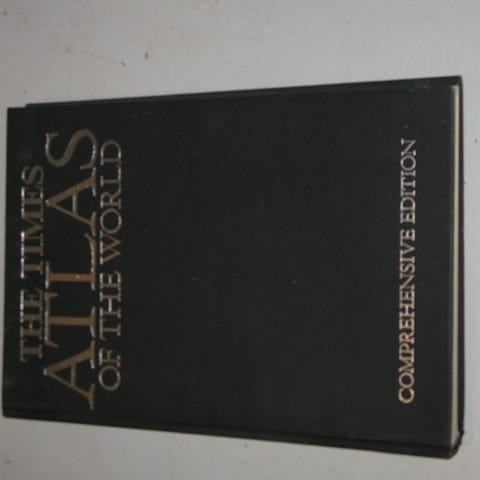 THE TIMES
ATLAS
OF THE WORLD
COMPREHENSIVE EDITION